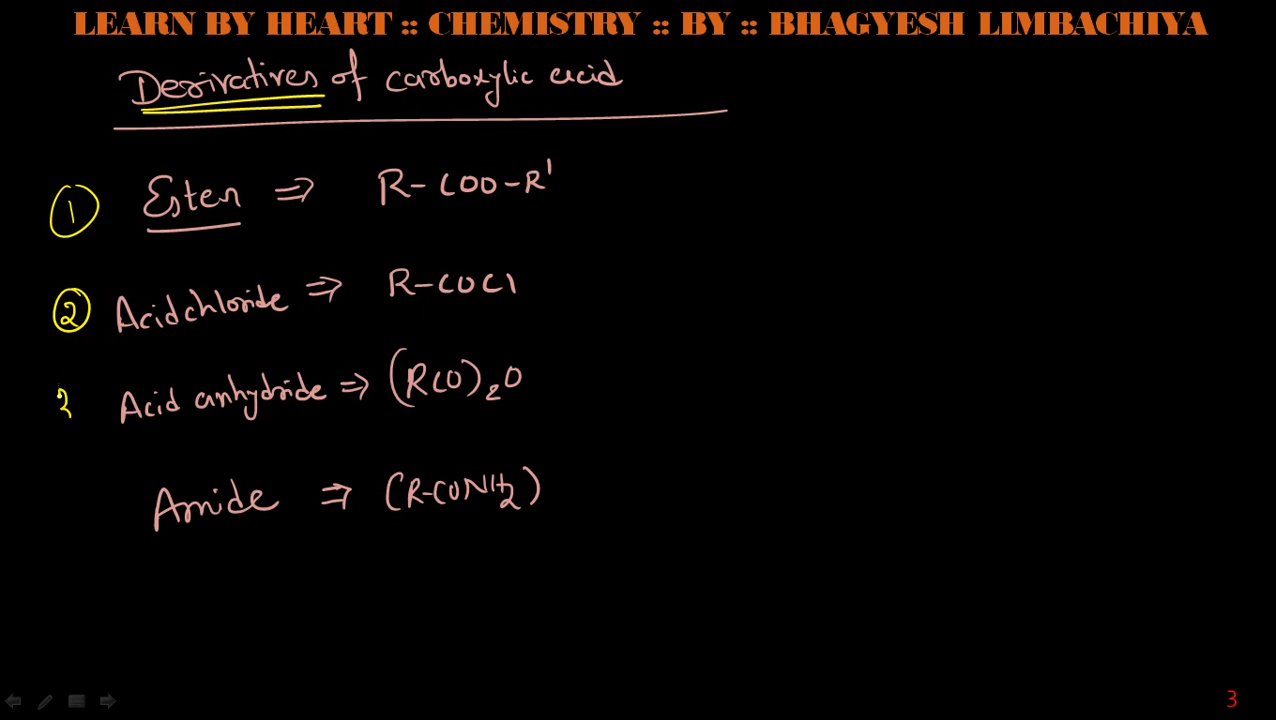 LEARN BY HEART :: CHEMISTRY :: BY :: BHAGYESH LIMBACHIYA
Derivatives of carboxylic acid
1 Ester ⇒ R-COO-R'
2 Acidchloride ⇒ R-COCl
3 Acid anhydride ⇒ (RCO)₂O
Amide ⇒ (R-CONH₂)
3